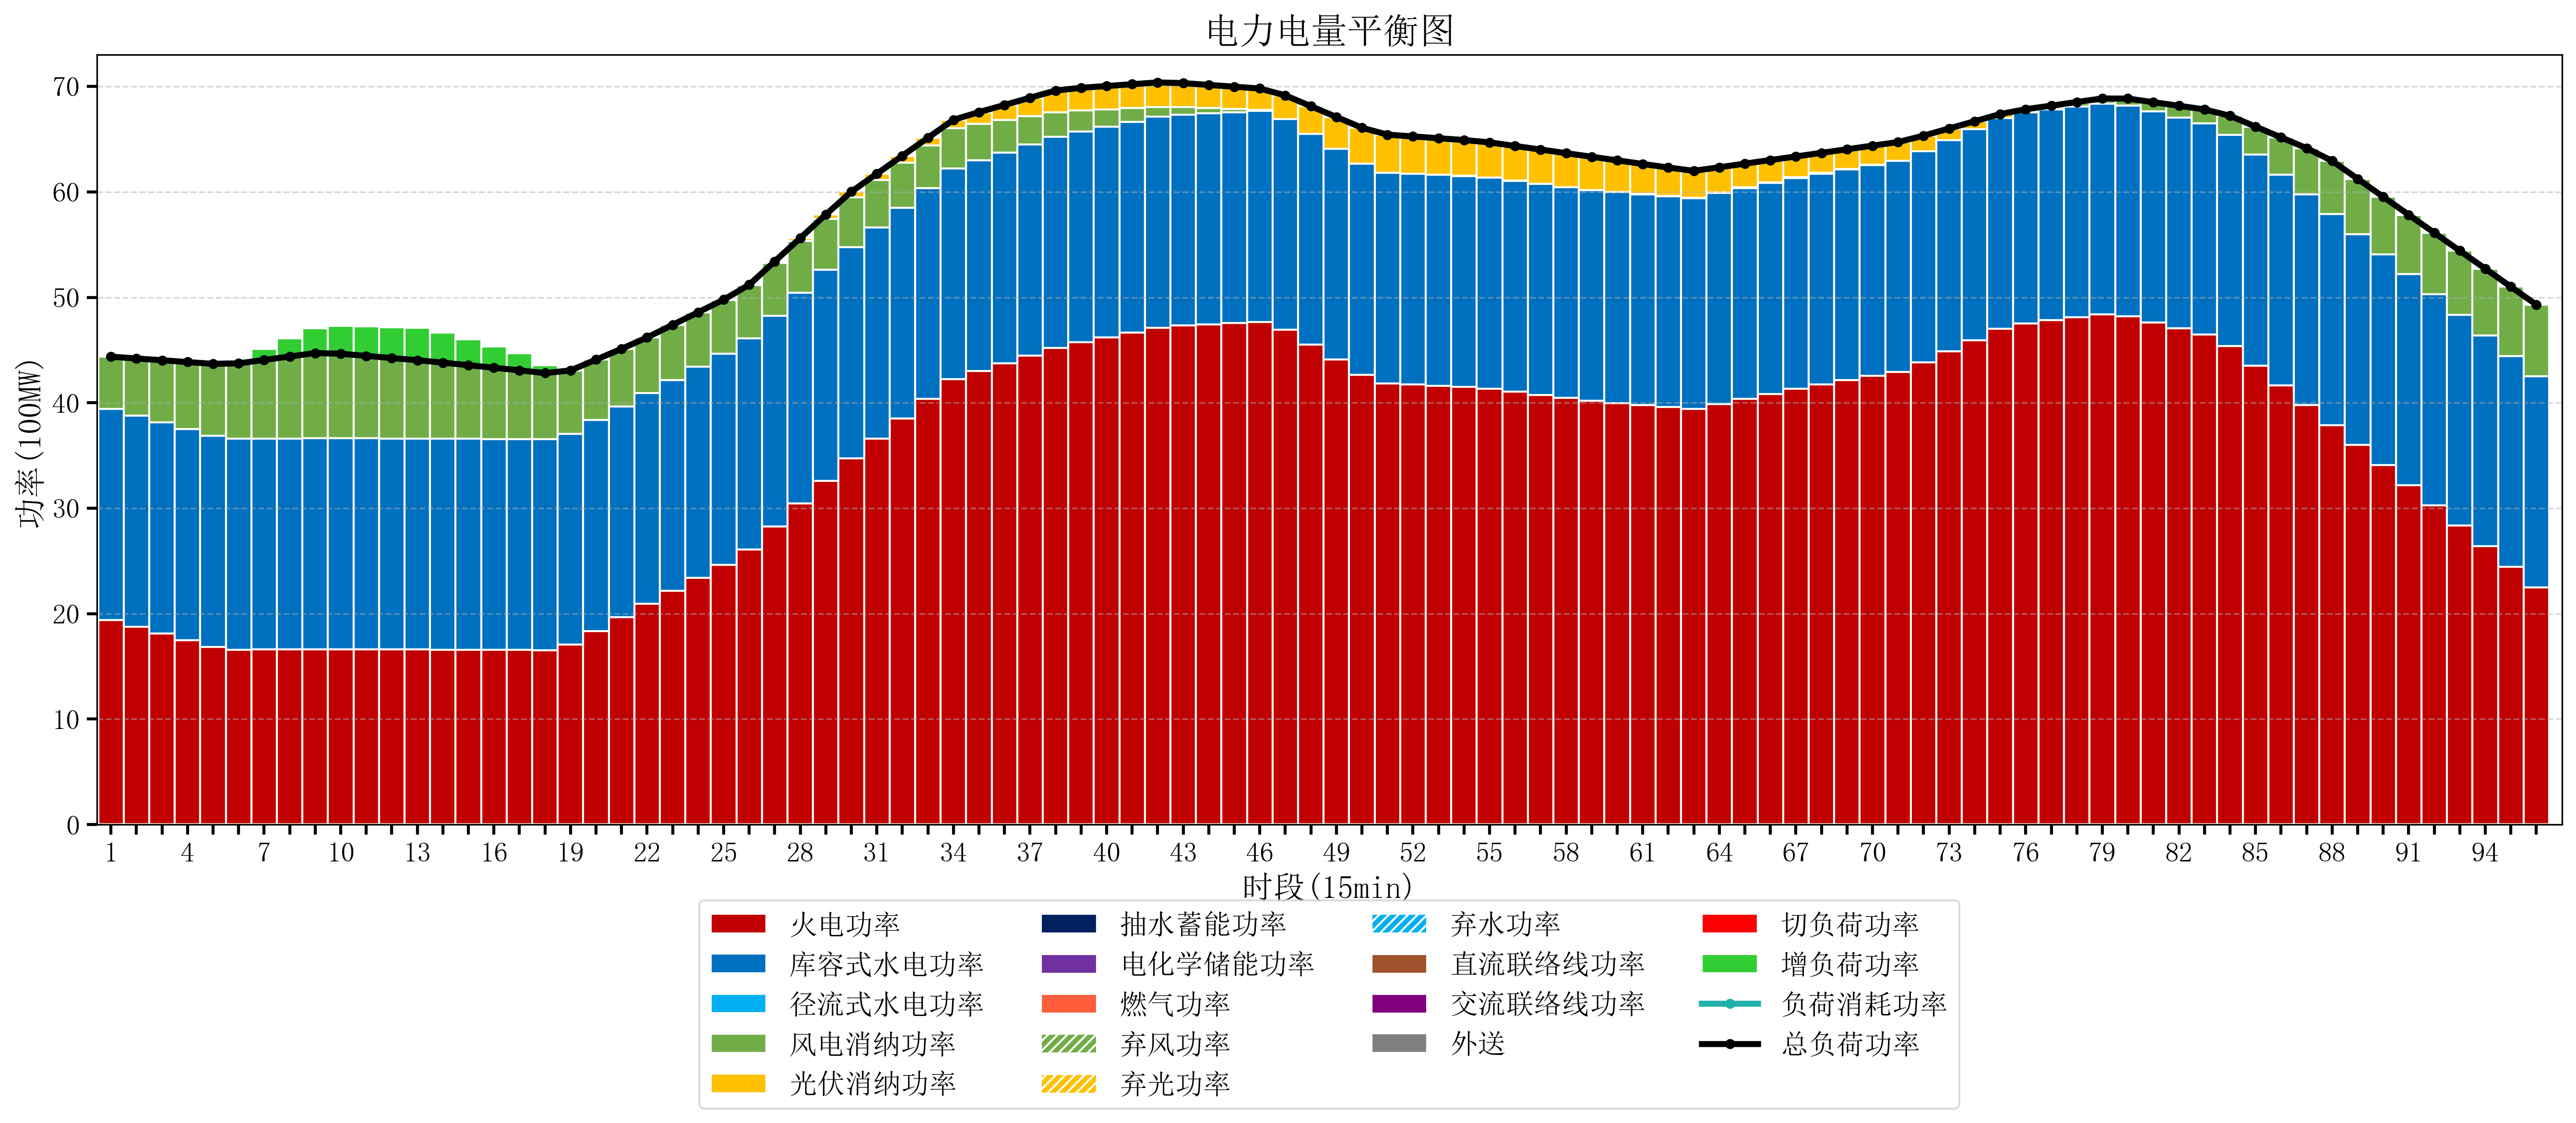 电力电量平衡图
功率(100MW)
70
60
50
40
30
20
10
0
1 4 7 10 13 16 19 22 25 28 31 34 37 40 43 46 49 52 55 58 61 64 67 70 73 76 79 82 85 88 91 94
时段(15min)
火电功率
库容式水电功率
径流式水电功率
风电消纳功率
光伏消纳功率
抽水蓄能功率
电化学储能功率
燃气功率
弃风功率
弃光功率
弃水功率
直流联络线功率
交流联络线功率
外送
切负荷功率
增负荷功率
负荷消耗功率
总负荷功率